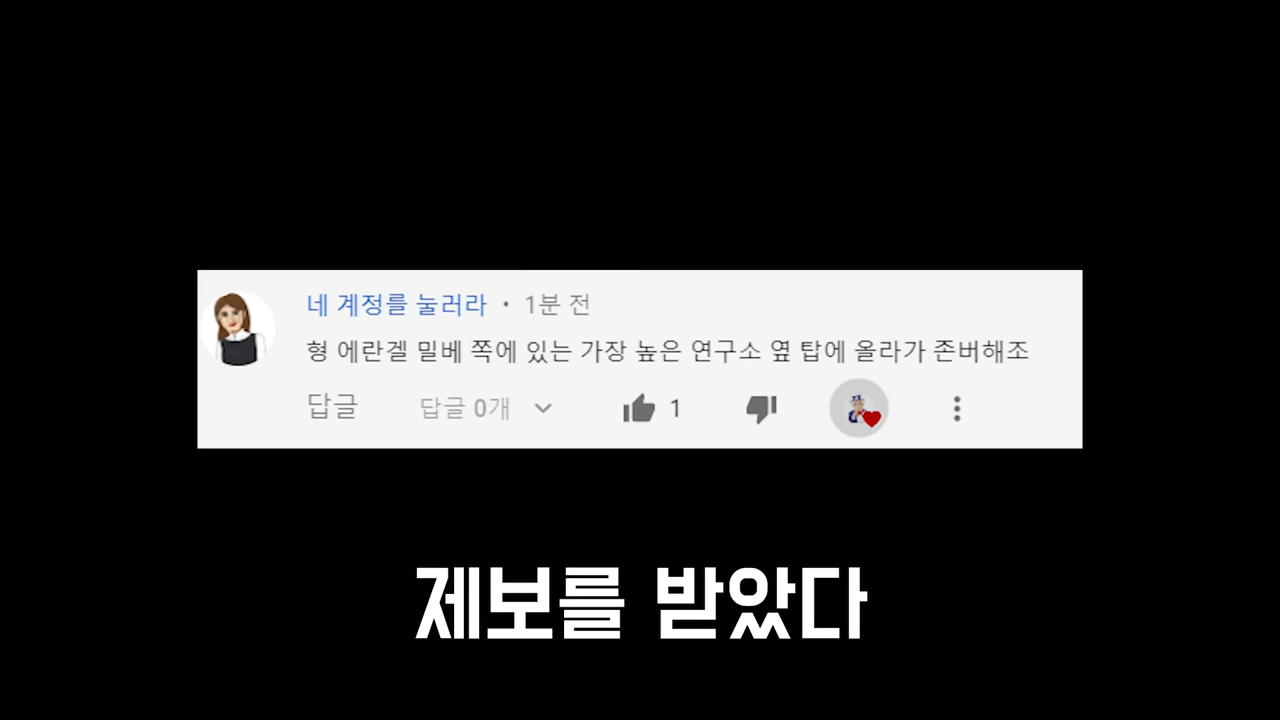 네 계정를 눌러라 • 1분 전
형 에란겔 밀베 쪽에 있는 가장 높은 연구소 옆 탑에 올라가 존버해조
답글 답글 0개 1
제보를 받았다